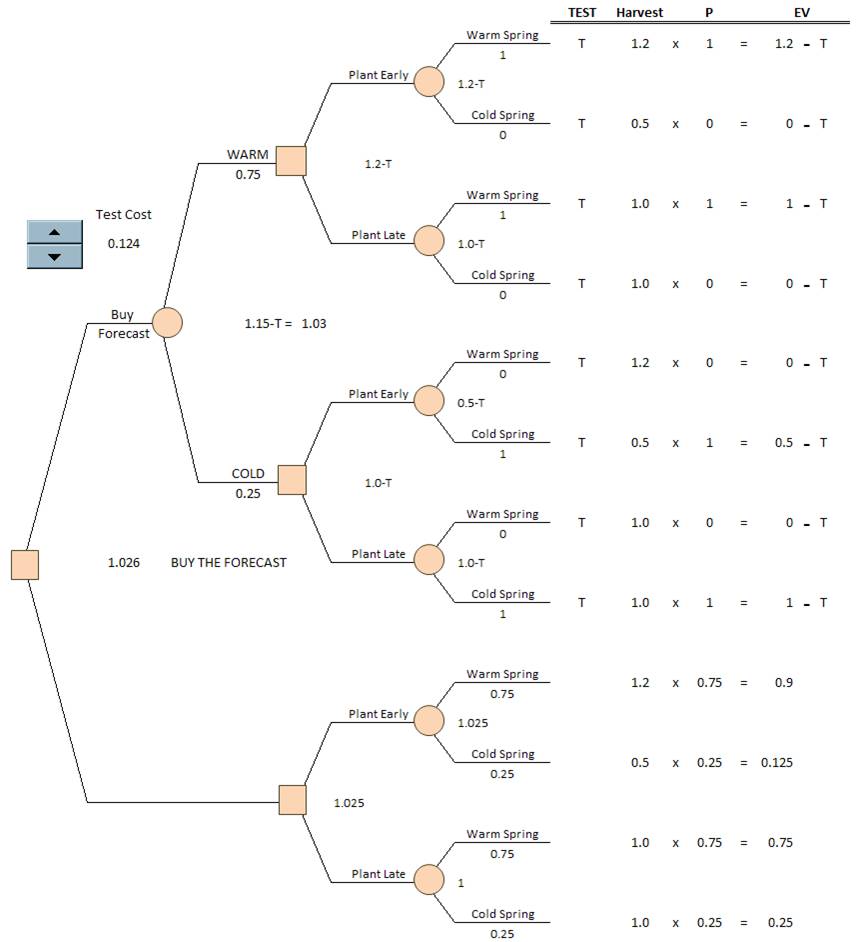 TEST Harvest P EV
Warm Spring
T 1.2 x 1 = 1.2 - T
1
Plant Early
1.2-T
Cold Spring
T 0.5 x 0 = 0 - T
0
WARM
1.2-T
0.75
Warm Spring
T 1.0 x 1 = 1 - T
1
Test Cost
Plant Late
0.124
1.0-T
Cold Spring
T 1.0 x 0 = 0 - T
0
Buy
1.15-T = 1.03
Forecast
Warm Spring
T 1.2 x 0 = 0 - T
0
Plant Early
0.5-T
Cold Spring
T 0.5 x 1 = 0.5 - T
1
COLD
1.0-T
0.25
Warm Spring
T 1.0 x 0 = 0 - T
0
Plant Late
1.026 BUY THE FORECAST
1.0-T
Cold Spring
T 1.0 x 1 = 1 - T
1
Warm Spring
1.2 x 0.75 = 0.9
0.75
Plant Early
1.025
Cold Spring
0.5 x 0.25 = 0.125
0.25
1.025
Warm Spring
1.0 x 0.75 = 0.75
0.75
Plant Late
1
Cold Spring
1.0 x 0.25 = 0.25
0.25